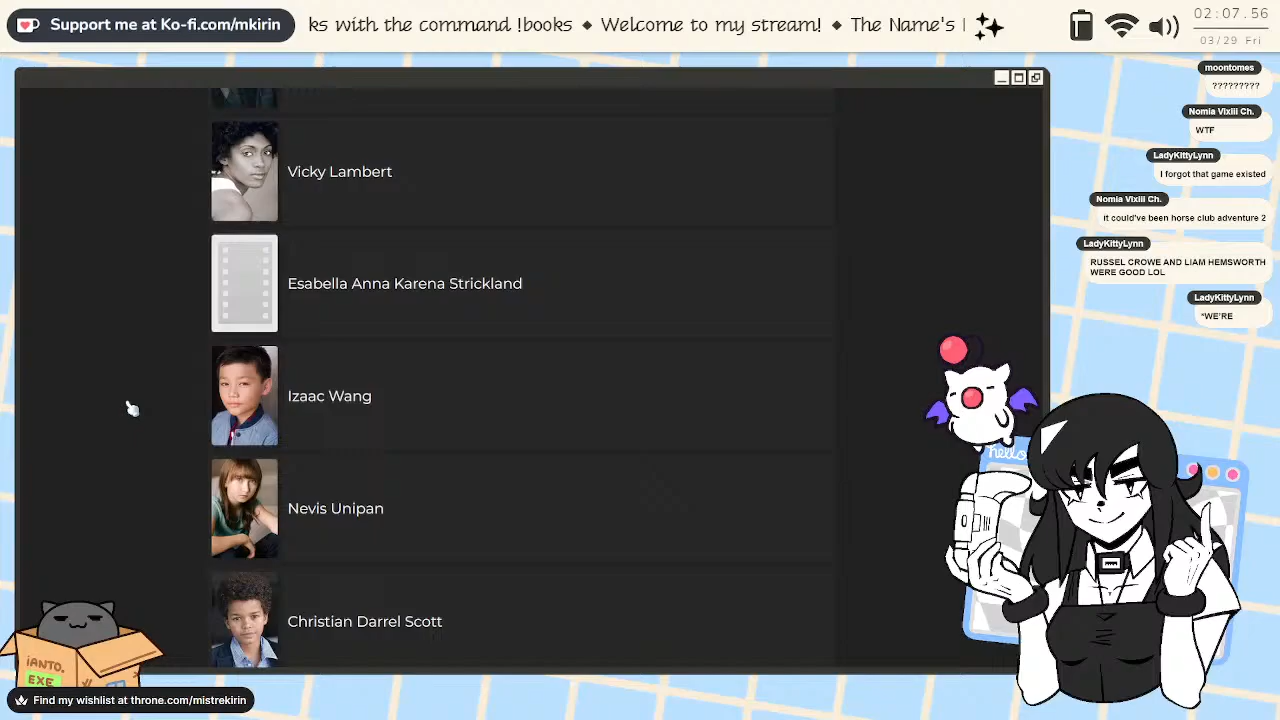 Support me at Ko-fi.com/mkirin
ks with the command !books ◆ Welcome to my stream! ◆ The Name's
02:07.56
03/29 Fri
moontomes
?????????
Nomia Vixiii Ch.
WTF
LadyKittyLynn
I forgot that game existed
Nomia Vixiii Ch.
it could've been horse club adventure 2
LadyKittyLynn
RUSSEL CROWE AND LIAM HEMSWORTH
WERE GOOD LOL
LadyKittyLynn
*WE'RE
Vicky Lambert
Esabella Anna Karena Strickland
Izaac Wang
Nevis Unipan
Christian Darrel Scott
hello
iANTO.
EXE
Find my wishlist at throne.com/mistrekirin